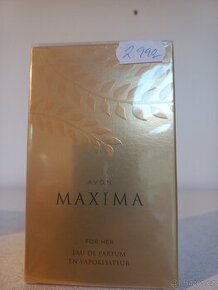 2.992
AVON
MAXIMA
FOR HER
EAU DE PARFUM
EN VAPORISATEUR